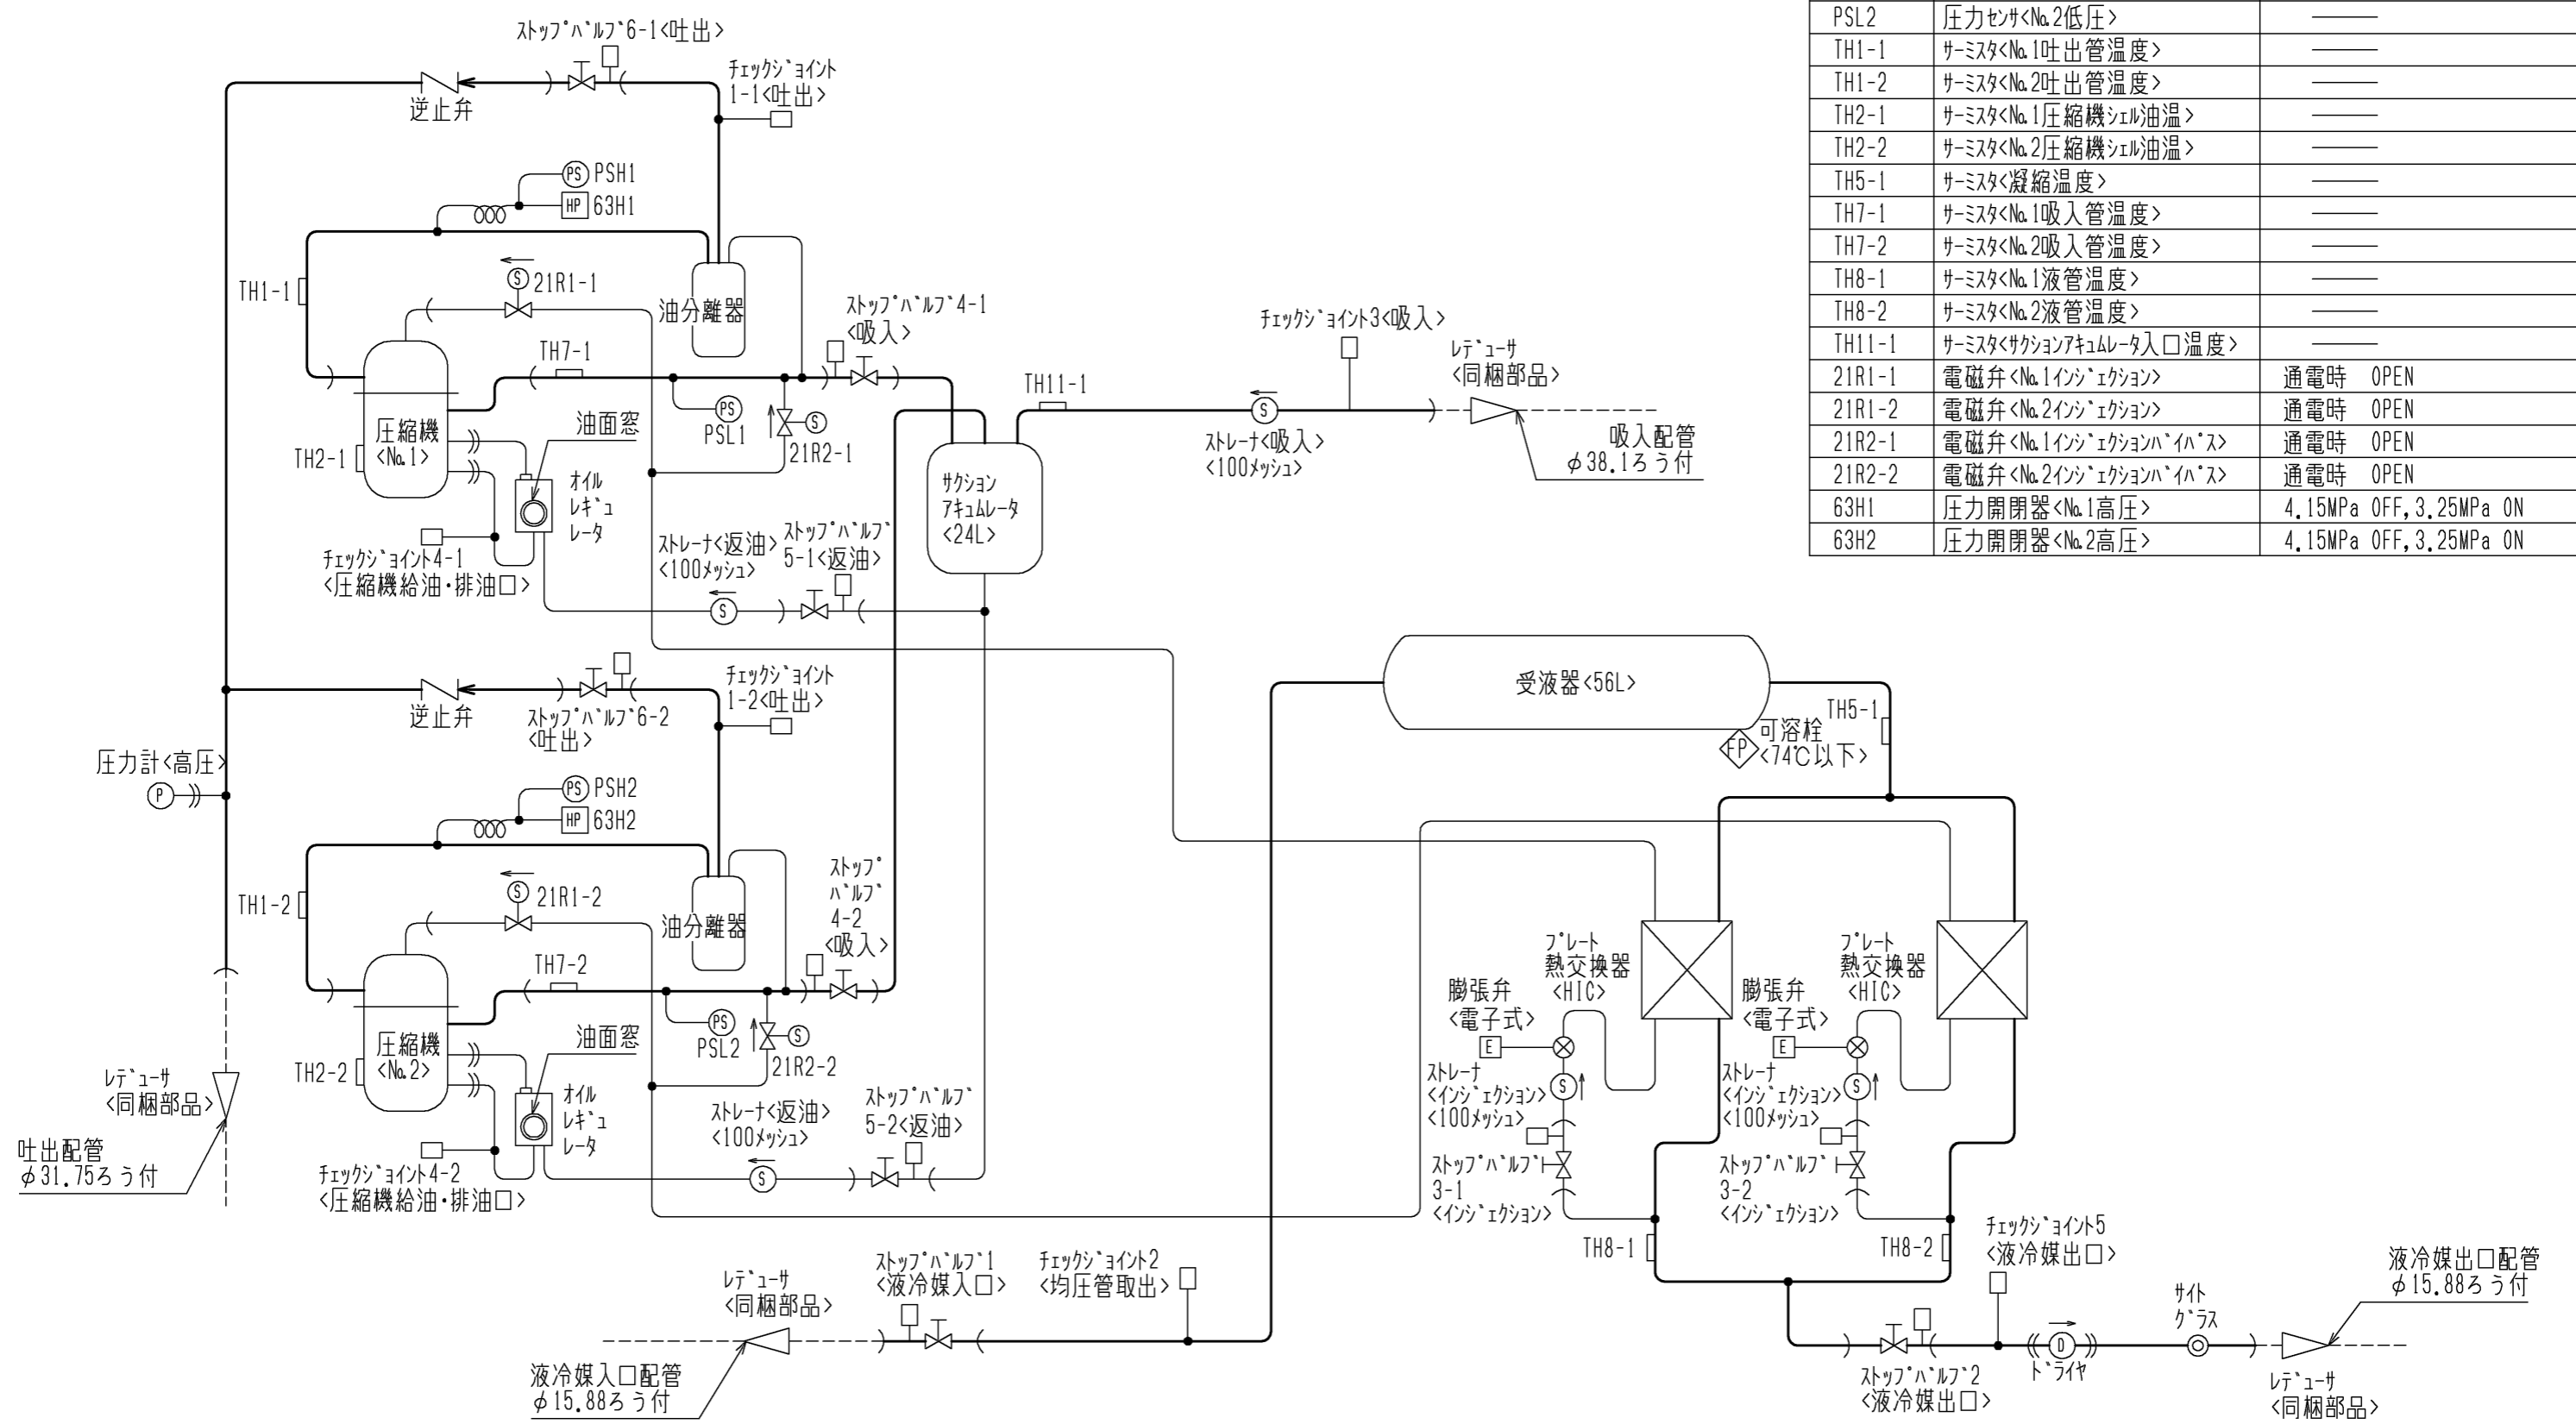 ストップバルブ6-1<吐出>
チェックジョイント
1-1<吐出>
逆止弁
PS PSH1
HP 63H1
TH1-1
S 21R1-1
油分離器
ストップバルブ4-1
<吸入>
TH7-1
圧縮機
<No.1>
TH2-1
油面窓
PS
PSL1
S
21R2-1
オイル
レギュ
レータ
チェックジョイント4-1
<圧縮機給油・排油口>
ストレーナ<返油>
<100メッシュ>
S
ストップバルブ
5-1<返油>
サクション
アキュムレータ
<24L>
TH11-1
チェックジョイント3<吸入>
S
ストレーナ<吸入>
<100メッシュ>
レデューサ
<同梱部品>
吸入配管
φ38.1ろう付
PSL2 圧力センサ<No.2低圧> ―
TH1-1 サーミスタ<No.1吐出管温度> ―
TH1-2 サーミスタ<No.2吐出管温度> ―
TH2-1 サーミスタ<No.1圧縮機シェル油温> ―
TH2-2 サーミスタ<No.2圧縮機シェル油温> ―
TH5-1 サーミスタ<凝縮温度> ―
TH7-1 サーミスタ<No.1吸入管温度> ―
TH7-2 サーミスタ<No.2吸入管温度> ―
TH8-1 サーミスタ<No.1液管温度> ―
TH8-2 サーミスタ<No.2液管温度> ―
TH11-1 サーミスタ<サクションアキュムレータ入口温度> ―
21R1-1 電磁弁<No.1インジェクション> 通電時 OPEN
21R1-2 電磁弁<No.2インジェクション> 通電時 OPEN
21R2-1 電磁弁<No.1インジェクションバイパス> 通電時 OPEN
21R2-2 電磁弁<No.2インジェクションバイパス> 通電時 OPEN
63H1 圧力開閉器<No.1高圧> 4.15MPa OFF,3.25MPa ON
63H2 圧力開閉器<No.2高圧> 4.15MPa OFF,3.25MPa ON
逆止弁
ストップバルブ6-2
<吐出>
チェックジョイント
1-2<吐出>
圧力計<高圧>
P
PS PSH2
HP 63H2
TH1-2
S 21R1-2
油分離器
ストップ
バルブ
4-2
<吸入>
TH7-2
圧縮機
<No.2>
TH2-2
油面窓
PS
PSL2
S
21R2-2
オイル
レギュ
レータ
チェックジョイント4-2
<圧縮機給油・排油口>
ストレーナ<返油>
<100メッシュ>
S
ストップバルブ
5-2<返油>
レデューサ
<同梱部品>
吐出配管
φ31.75ろう付
受液器<56L>
FP
可溶栓
<74℃以下>
TH5-1
プレート
熱交換器
<HIC>
膨張弁
<電子式>
E
ストレーナ
<インジェクション>
<100メッシュ>
S
ストップバルブ
3-1
<インジェクション>
TH8-1
プレート
熱交換器
<HIC>
膨張弁
<電子式>
E
ストレーナ
<インジェクション>
<100メッシュ>
S
ストップバルブ
3-2
<インジェクション>
TH8-2
レデューサ
<同梱部品>
液冷媒入口配管
φ15.88ろう付
ストップバルブ1
<液冷媒入口>
チェックジョイント2
<均圧管取出>
チェックジョイント5
<液冷媒出口>
ストップバルブ2
<液冷媒出口>
D
ドライヤ
サイト
グラス
液冷媒出口配管
φ15.88ろう付
レデューサ
<同梱部品>